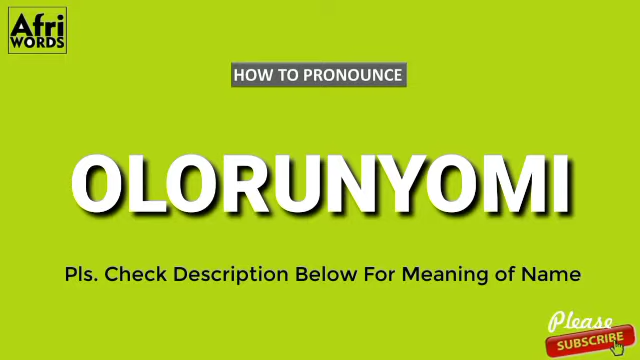 Afri
WORDS
HOW TO PRONOUNCE
OLORUNYOMI
Pls. Check Description Below For Meaning of Name
Please
SUBSCRIBE